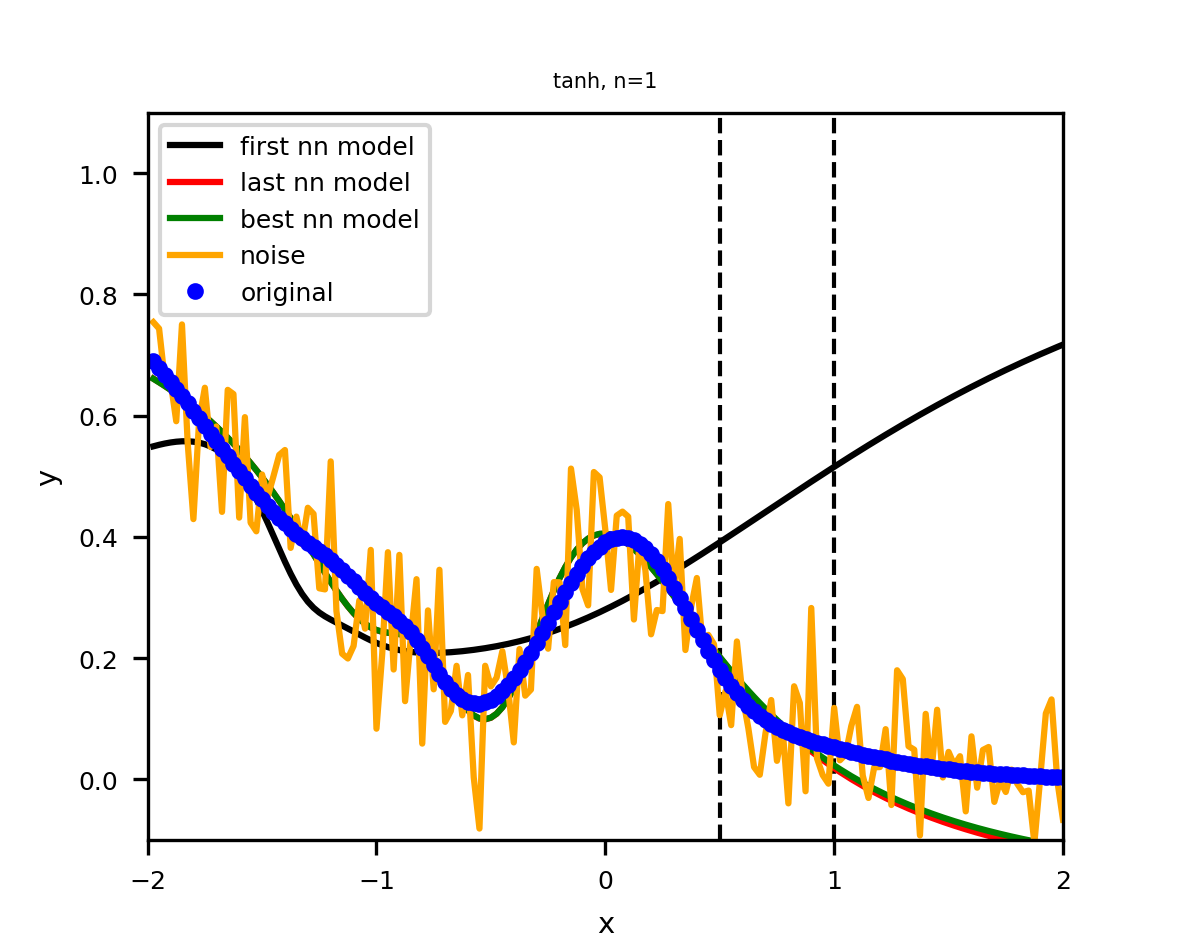 tanh, n=1
first nn model
last nn model
best nn model
noise
original
1.0
0.8
0.6
0.4
0.2
0.0
y
−2
−1
0
1
2
x